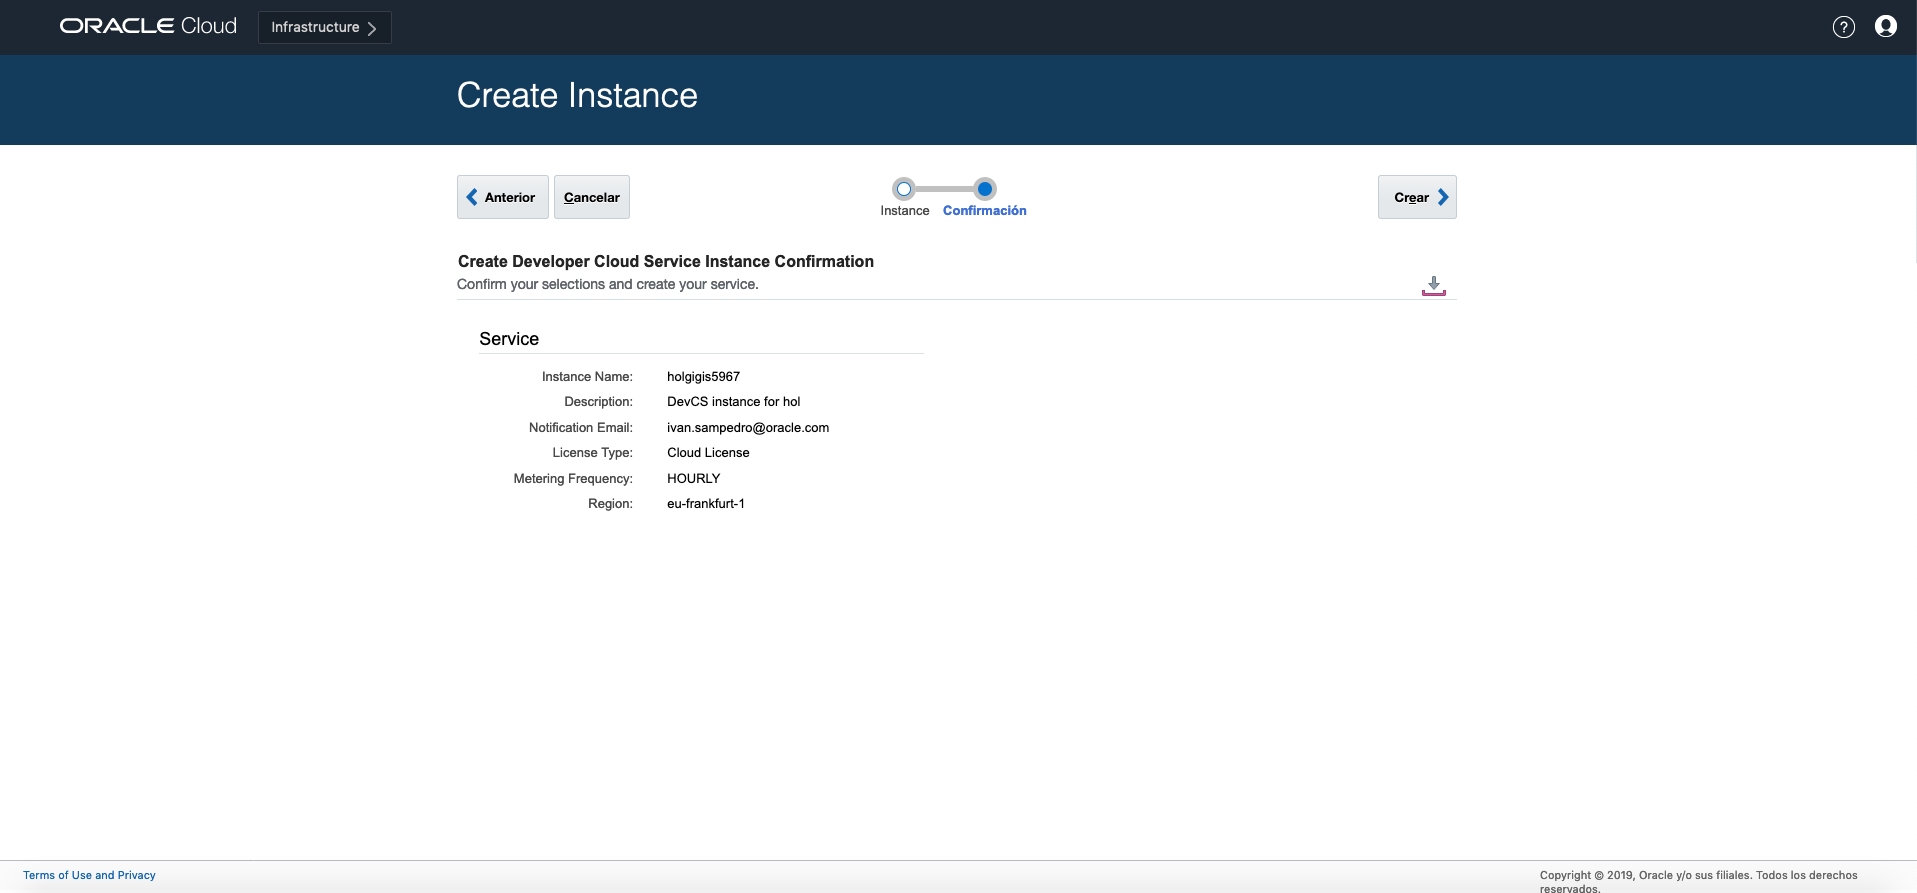 ORACLE Cloud
Infrastructure
?
Create Instance
Anterior
Cancelar
Instance
Confirmación
Crear
Create Developer Cloud Service Instance Confirmation
Confirm your selections and create your service.
Service
Instance Name: holgigis5967
Description: DevCS instance for hol
Notification Email: ivan.sampedro@oracle.com
License Type: Cloud License
Metering Frequency: HOURLY
Region: eu-frankfurt-1
Terms of Use and Privacy
Copyright © 2019, Oracle y/o sus filiales. Todos los derechos
reservados.